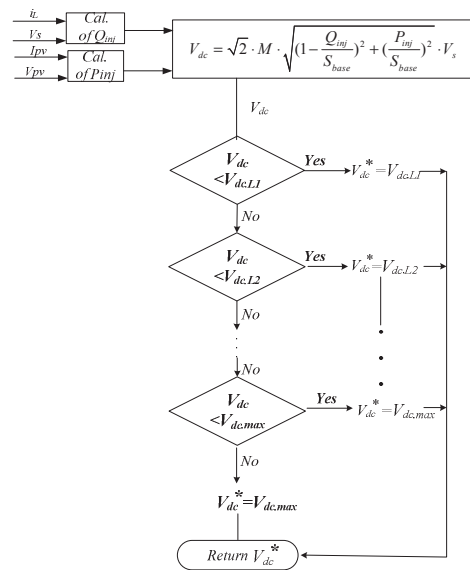 i_L
Vs
Cal.
of Q_inj
Ipv
Vpv
Cal.
of Pinj
V_dc = √2 · M · √((1 - Q_inj/S_base)^2 + (P_inj/S_base)^2) · V_s
V_dc
V_dc
<V_dc.L1
Yes
V_dc*=V_dc.L1
No
V_dc
<V_dc.L2
Yes
V_dc*=V_dc.L2
No
No
V_dc
<V_dc.max
Yes
V_dc*=V_dc.max
No
V_dc*=V_dc.max
Return V_dc*